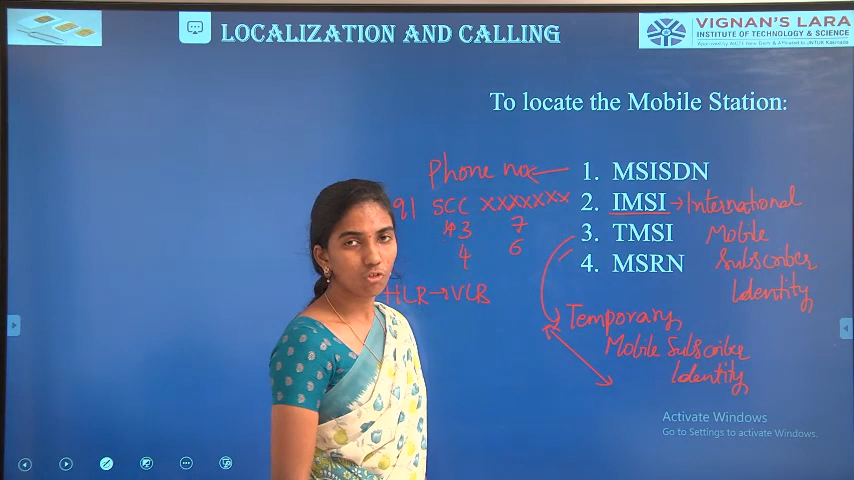 LOCALIZATION AND CALLING
VIGNAN'S LARA
INSTITUTE OF TECHNOLOGY & SCIENCE
To locate the Mobile Station:
Phone no
1. MSISDN
91 SCC XXXXXXX
2. IMSI → International
3 7
3. TMSI
Mobile
4 6
4. MSRN
Subscriber
Identity
HLR → VLR
Temporary
Mobile Subscriber
Identity
Activate Windows
Go to Settings to activate Windows.